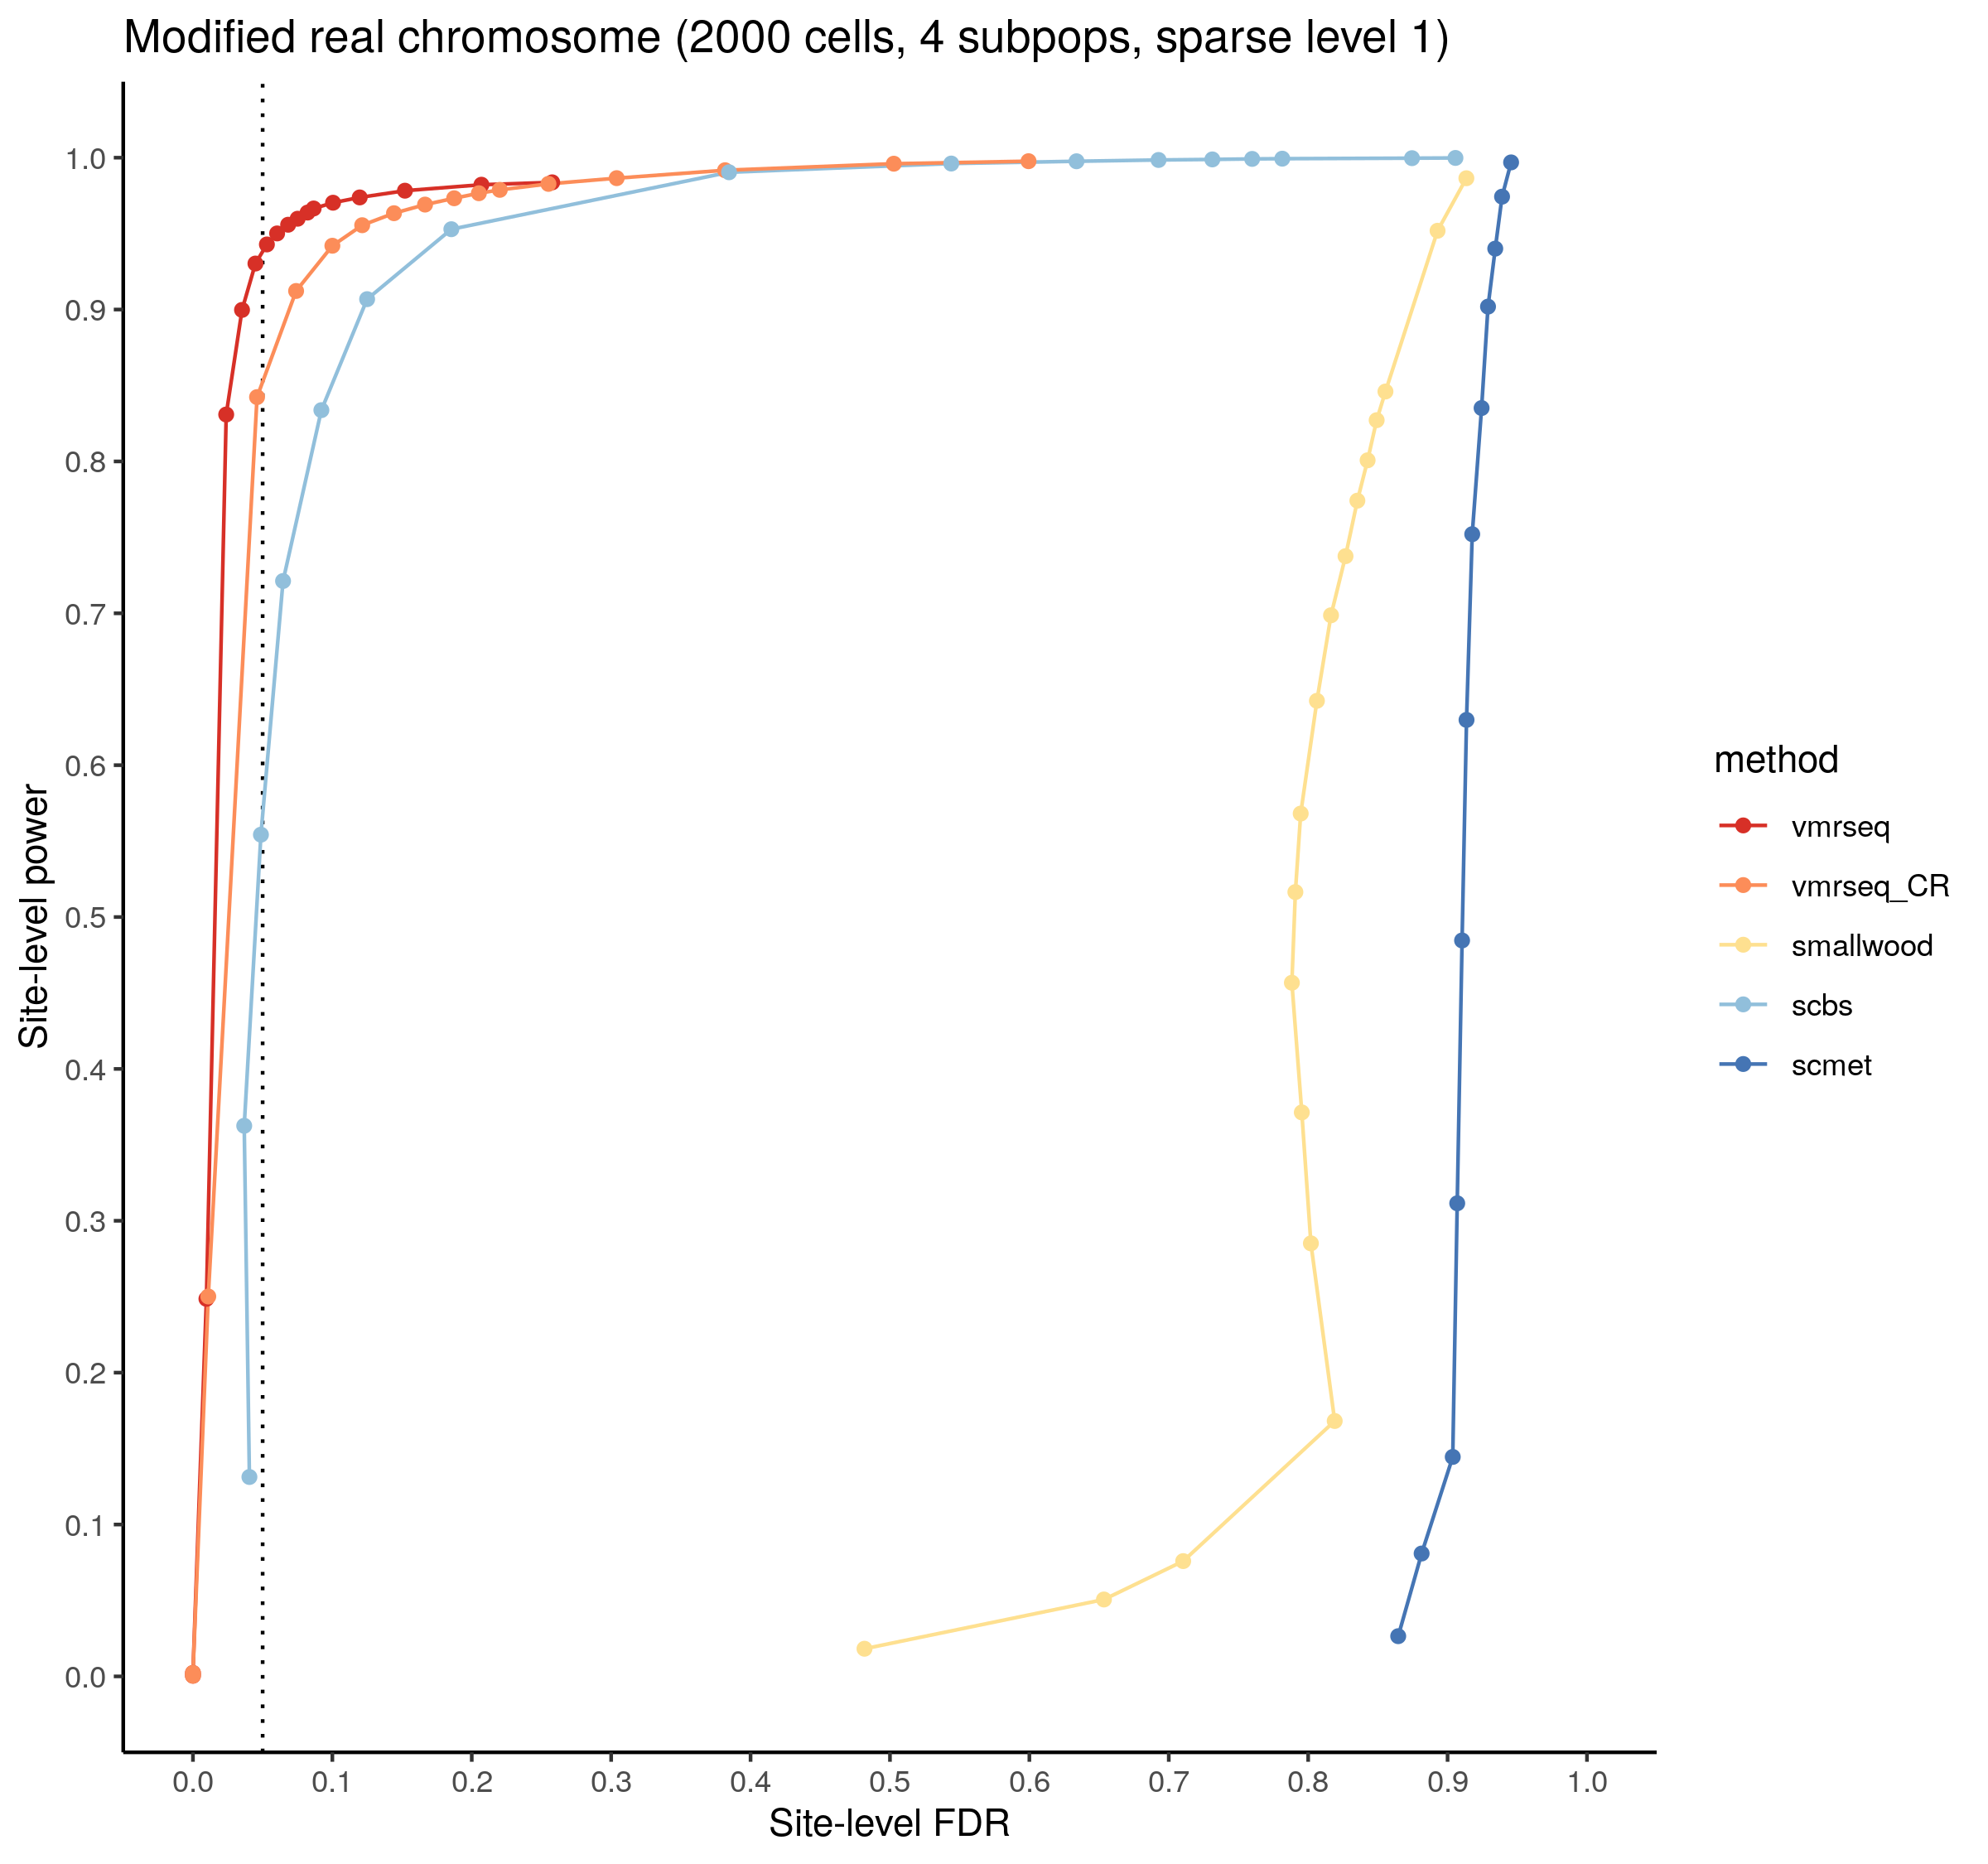 Modified real chromosome (2000 cells, 4 subpops, sparse level 1)
Site-level power
1.0
0.9
0.8
0.7
0.6
0.5
0.4
0.3
0.2
0.1
0.0
0.0 0.1 0.2 0.3 0.4 0.5 0.6 0.7 0.8 0.9 1.0
Site-level FDR
method
vmrseq
vmrseq_CR
smallwood
scbs
scmet